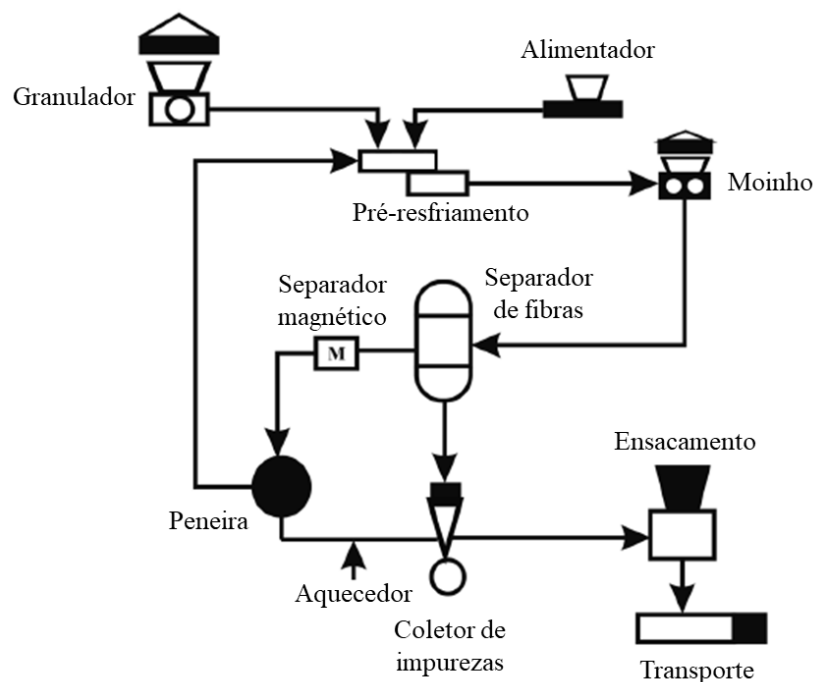 Alimentador
Granulador
Moinho
Pré-resfriamento
Separador
magnético
Separador
de fibras
M
Ensacamento
Peneira
Aquecedor
Coletor de
impurezas
Transporte